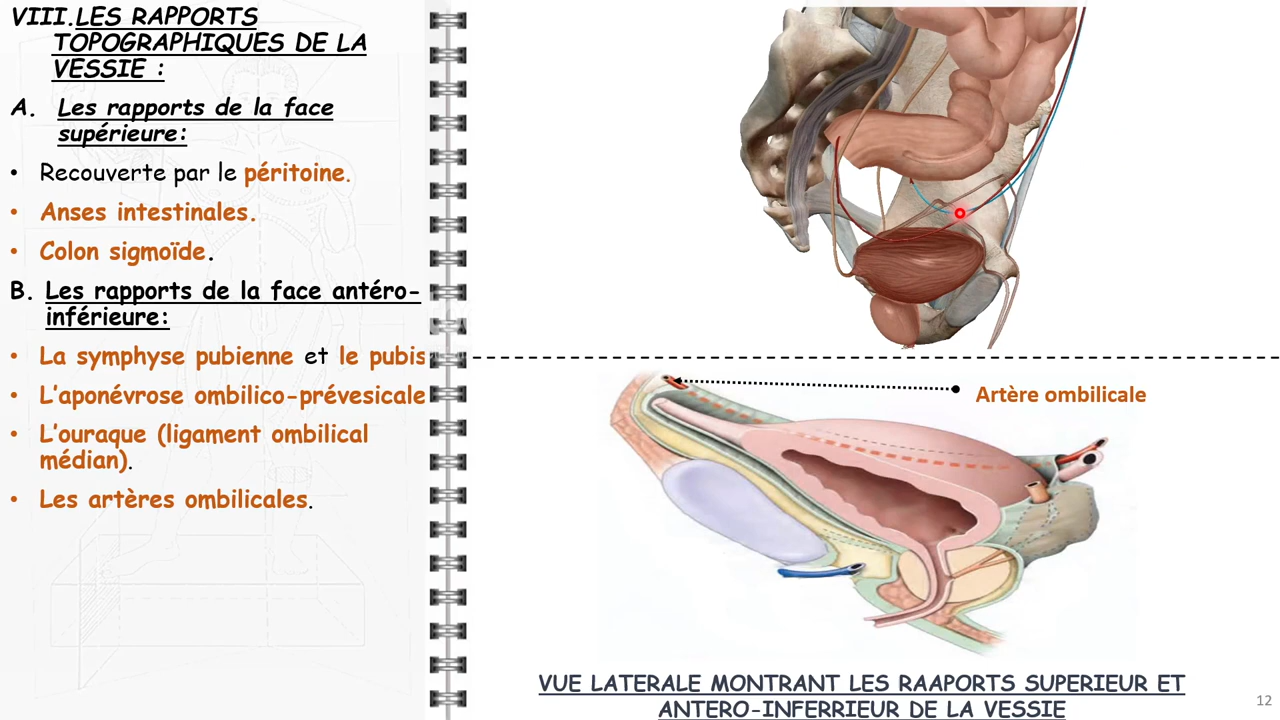 VIII. LES RAPPORTS
TOPOGRAPHIQUES DE LA
VESSIE :
A. Les rapports de la face
supérieure:
• Recouverte par le péritoine.
• Anses intestinales.
• Colon sigmoïde.
B. Les rapports de la face antéro-
inférieure:
• La symphyse pubienne et le pubis
• L'aponévrose ombilico-prévesicale
• L'ouraque (ligament ombilical
médian).
• Les artères ombilicales.
Artère ombilicale
VUE LATERALE MONTRANT LES RAAPORTS SUPERIEUR ET
ANTERO-INFERRIEUR DE LA VESSIE
12